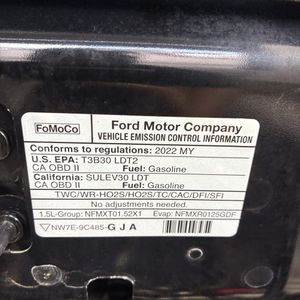 FoMoCo
Ford Motor Company
VEHICLE EMISSION CONTROL INFORMATION
Conforms to regulations: 2022 MY
U.S. EPA: T3B30 LDT2
CA OBD II Fuel: Gasoline
California: SULEV30 LDT
CA OBD II Fuel: Gasoline
TWC/WR-HO2S/HO2S/TC/CAC/DFI/SFI
No adjustments needed.
1.5L-Group: NFMXT01.52X1 Evap: NFMXR0125GDF
NW7E-9C485-G J A